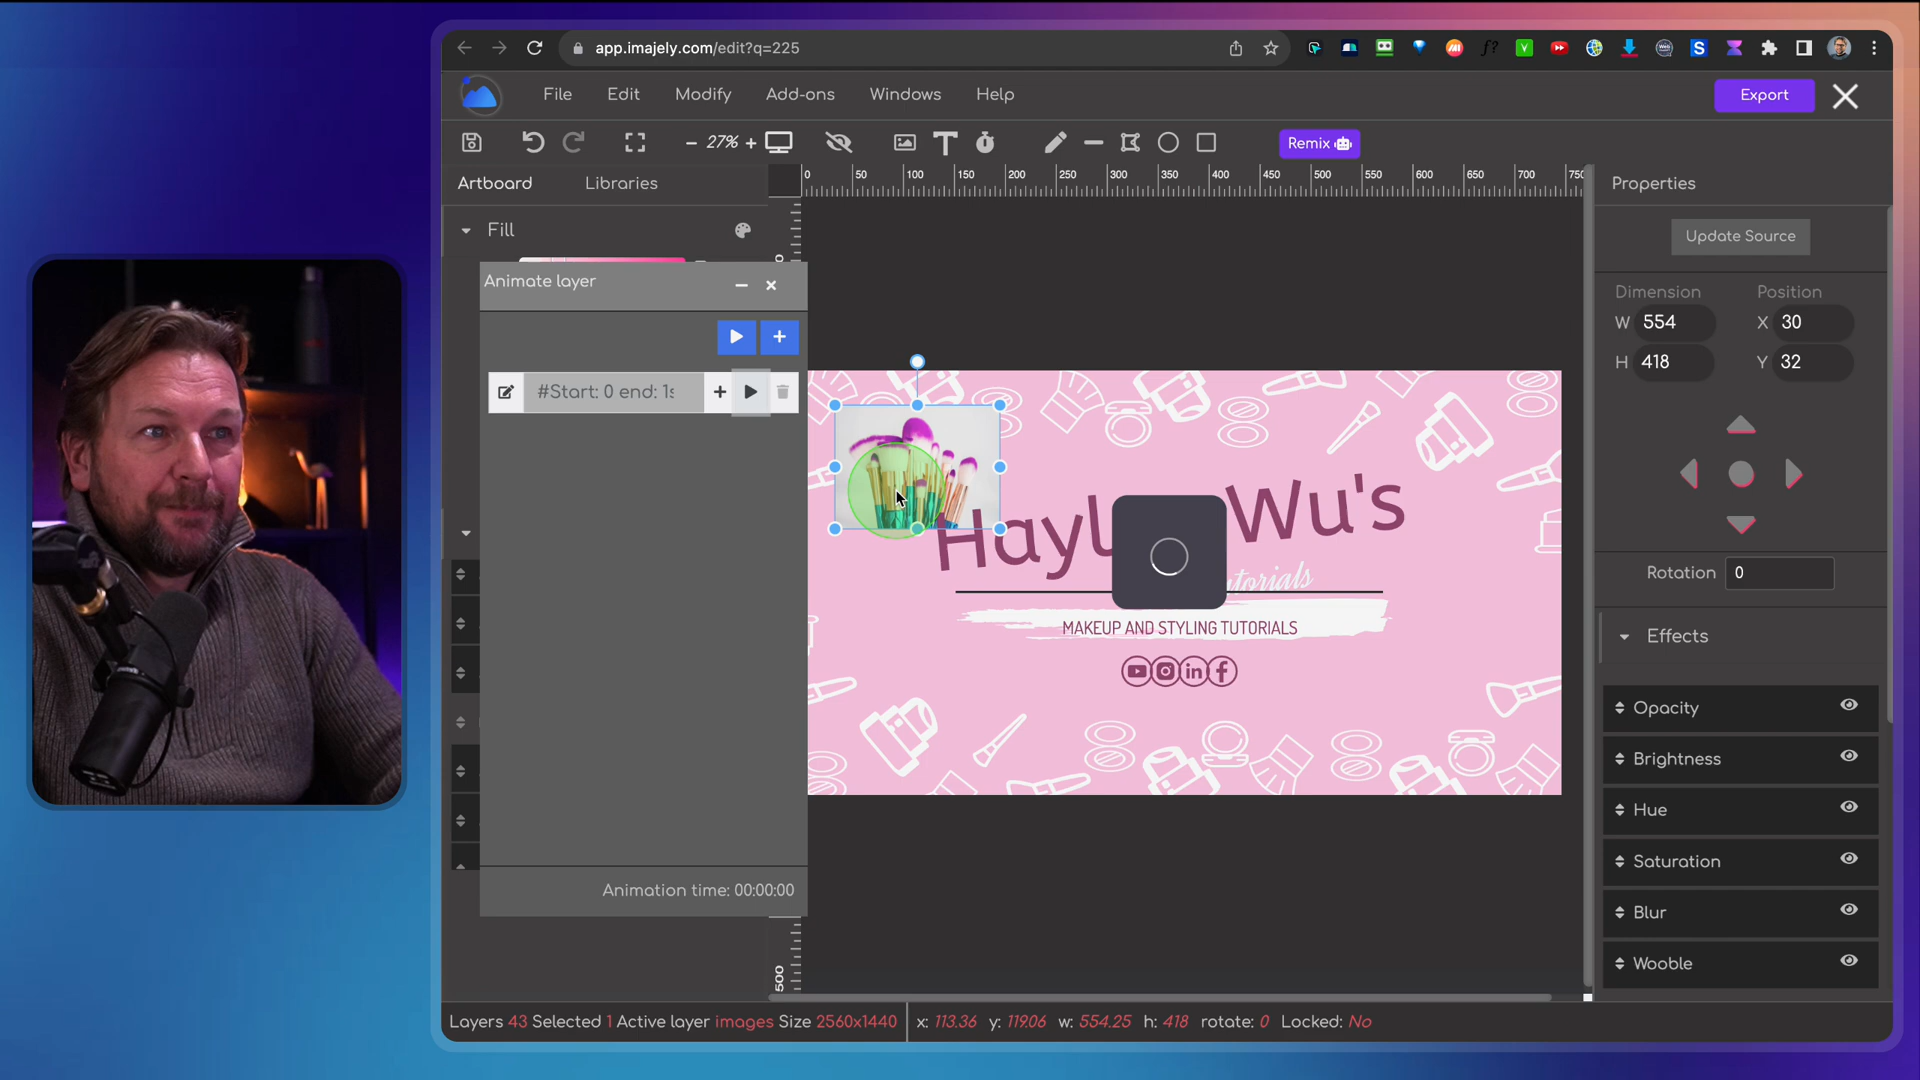 app.imajely.com/edit?q=225
File Edit Modify Add-ons Windows Help
Export
27%
Remix
Artboard Libraries
Properties
0 50 100 150 200 250 300 350 400 450 500 550 600 650 700 750
Fill
Update Source
Animate layer
Dimension Position
W 554 X 30
H 418 Y 32
#Start: 0 end: 1s
Wu's
MAKEUP AND STYLING TUTORIALS
Rotation 0
Effects
Opacity
Brightness
Hue
Saturation
Blur
Wooble
Animation time: 00:00:00
500
Layers 43 Selected 1 Active layer images Size 2560x1440 x: 113.36 y: 119.06 w: 554.25 h: 418 rotate: 0 Locked: No